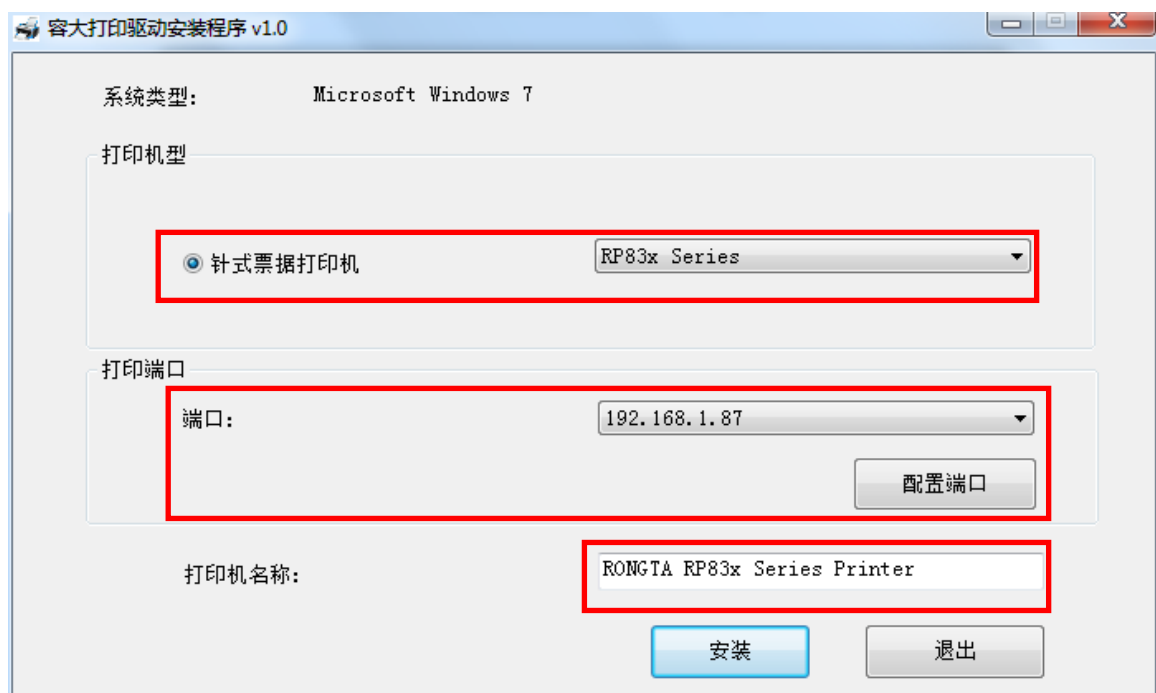 容大打印驱动安装程序 v1.0
系统类型: Microsoft Windows 7
打印机型
针式票据打印机 RP83x Series
打印端口
端口: 192.168.1.87
配置端口
打印机名称: RONGTA RP83x Series Printer
安装 退出